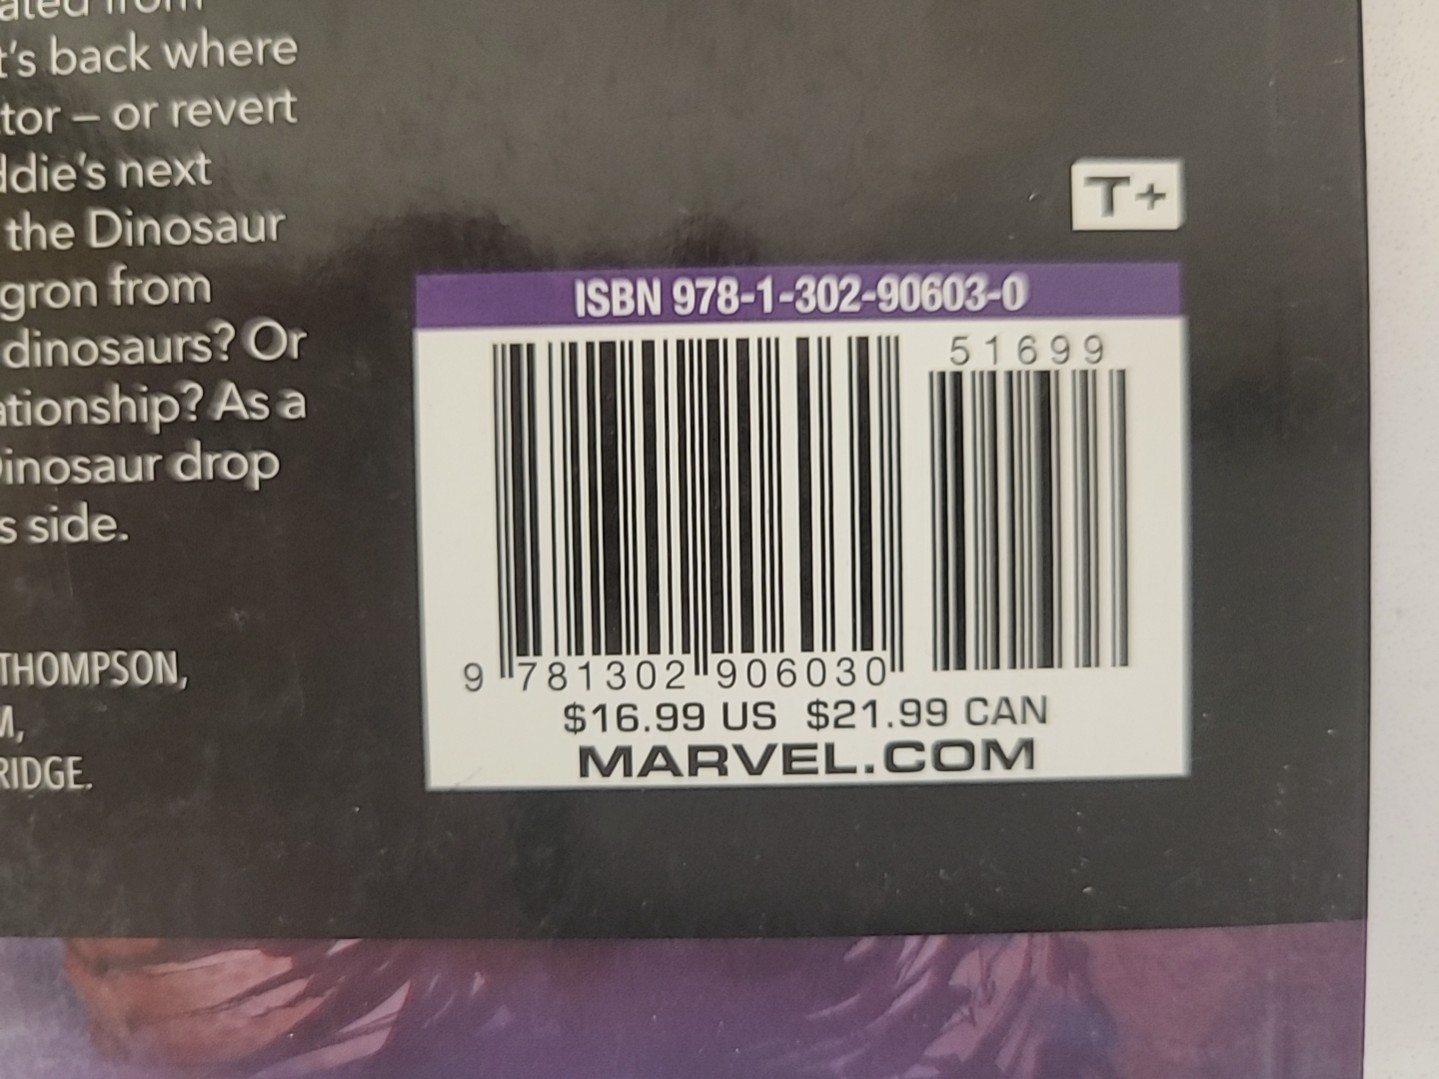 't's back where
tor – or revert
ddie's next
the Dinosaur
gron from
dinosaurs? Or
ationship? As a
Dinosaur drop
s side.
THOMPSON,
M,
RIDGE.
T+
ISBN 978-1-302-90603-0
51699
9 781302 906030
$16.99 US $21.99 CAN
MARVEL.COM